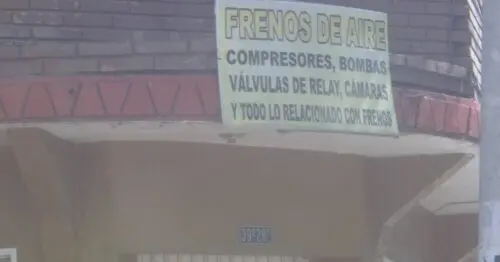 FRENOS DE AIRE
COMPRESORES, BOMBAS
VÁLVULAS DE RELAY, CÁMARAS
Y TODO LO RELACIONADO CON FRENOS